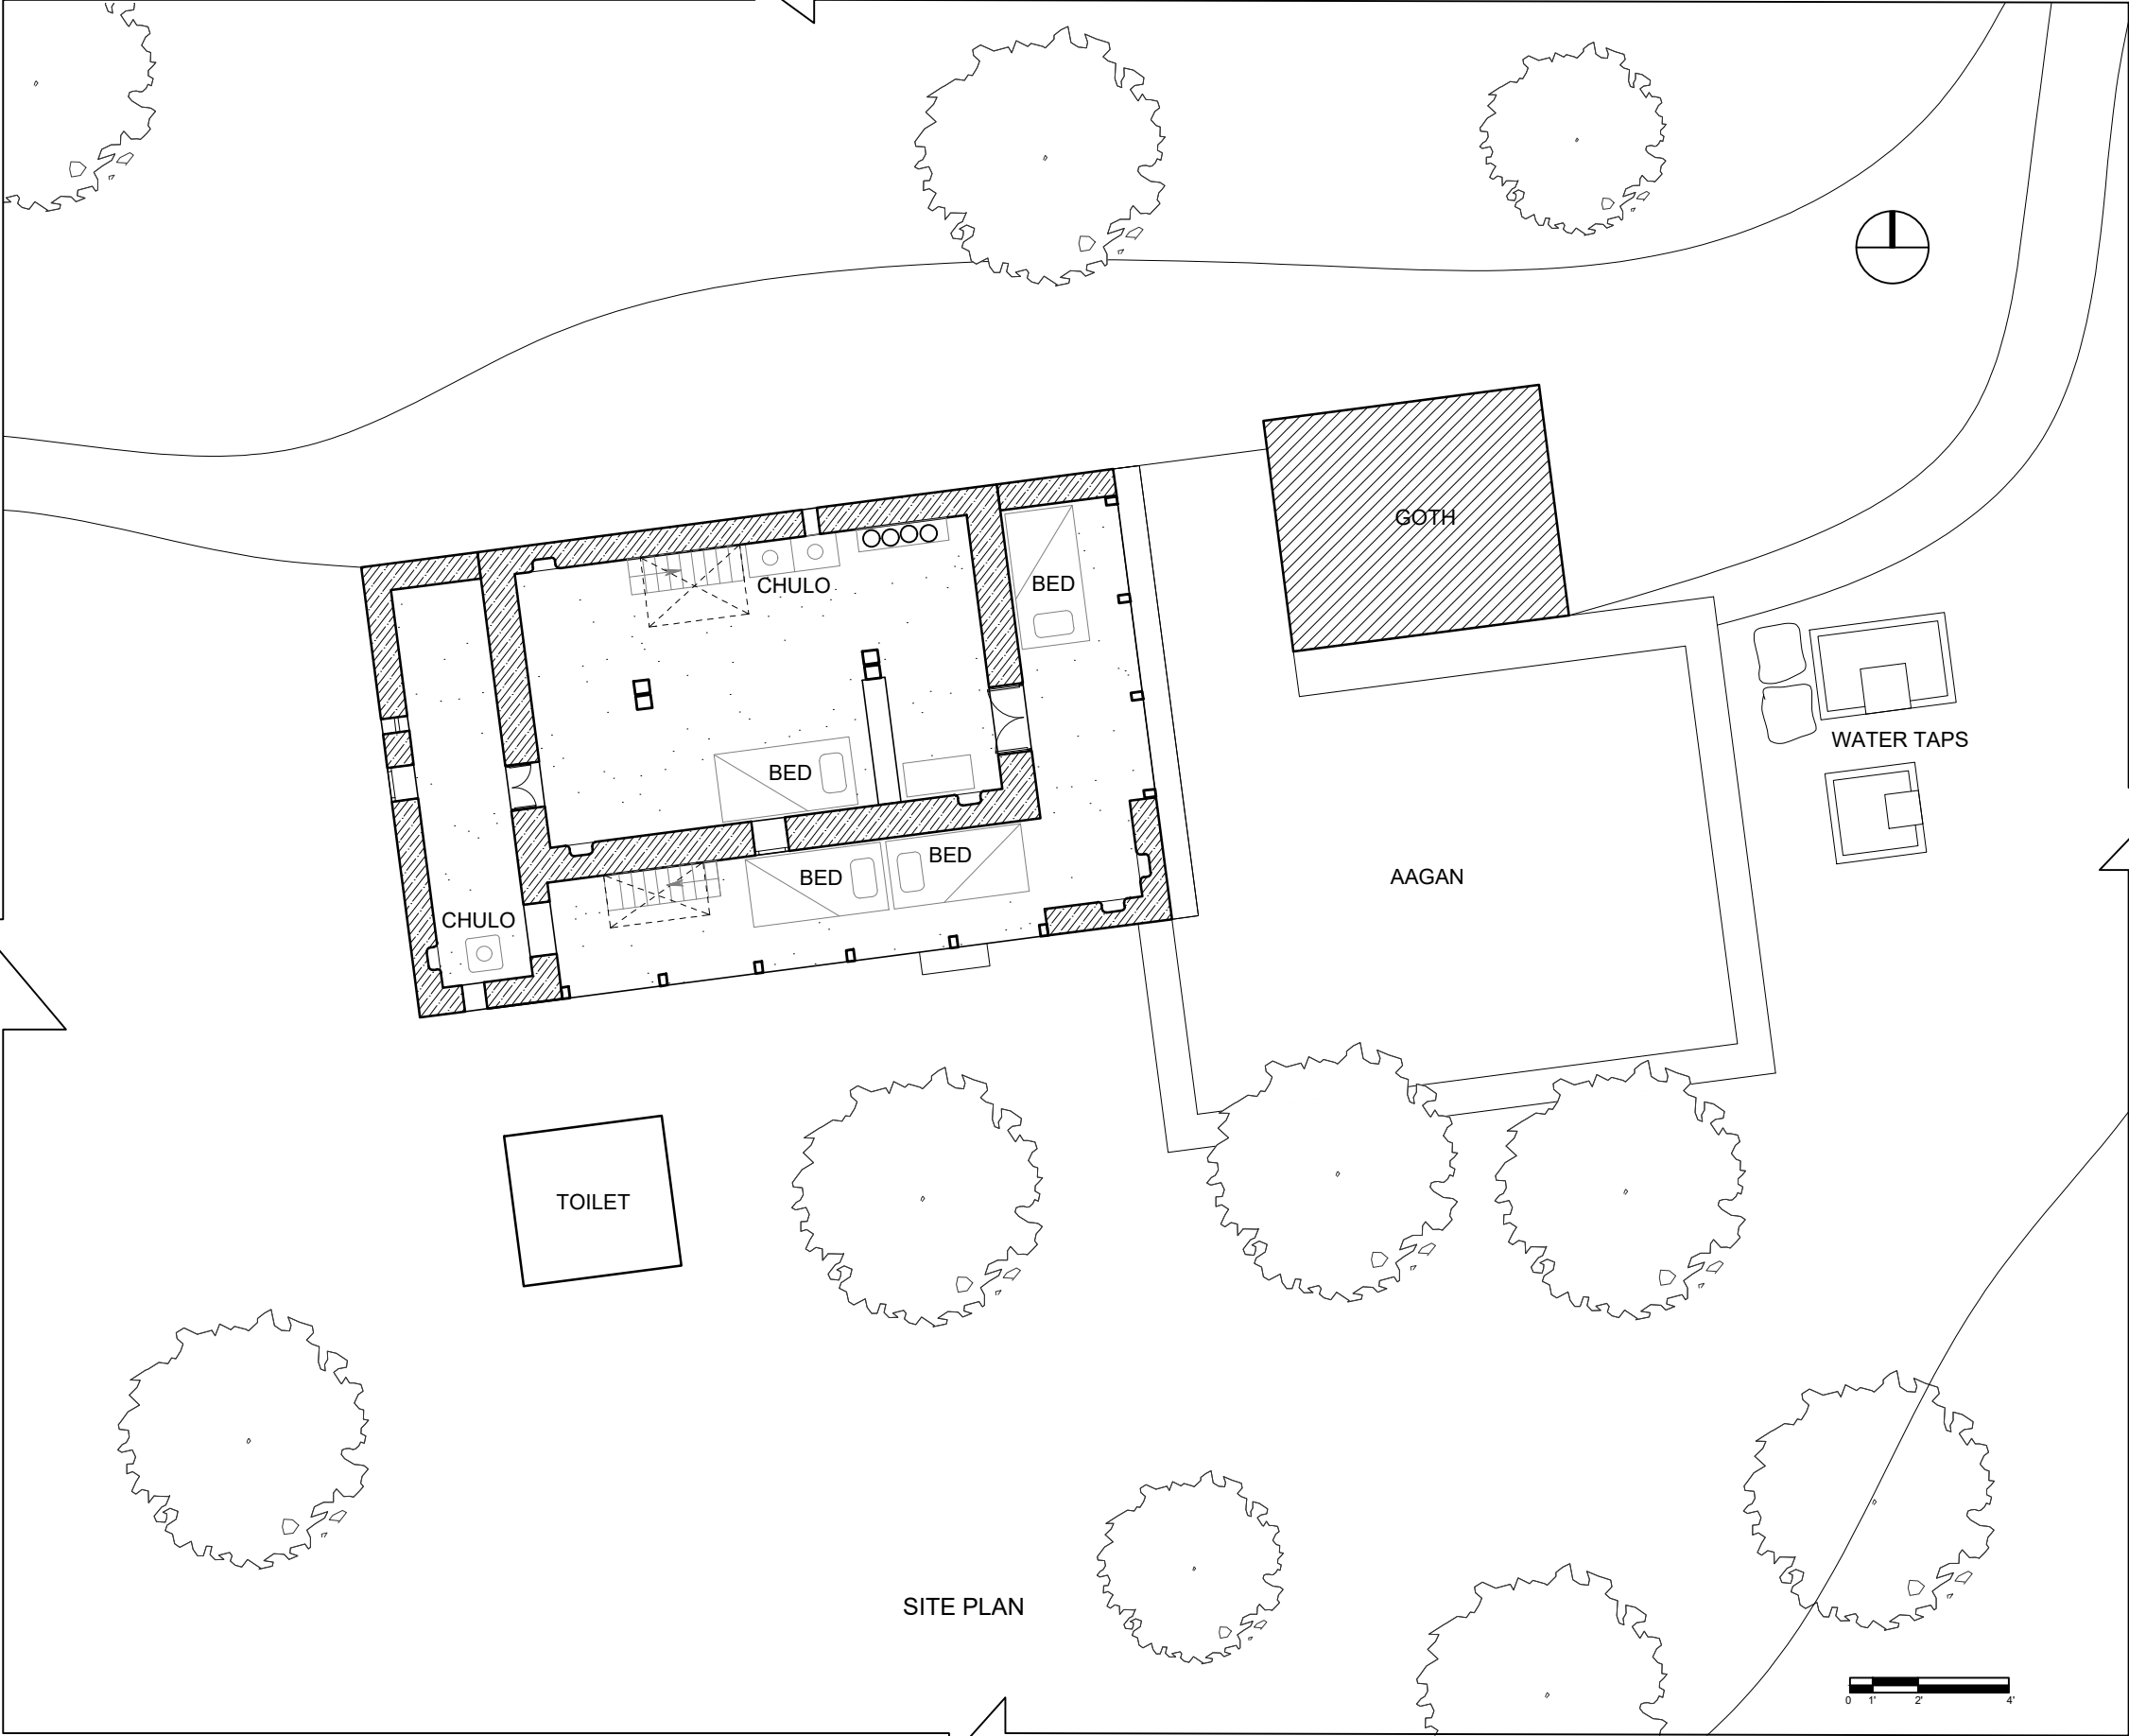 GOTH
CHULO
BED
WATER TAPS
BED
BED
BED
AAGAN
CHULO
TOILET
SITE PLAN
0 1' 2' 4'